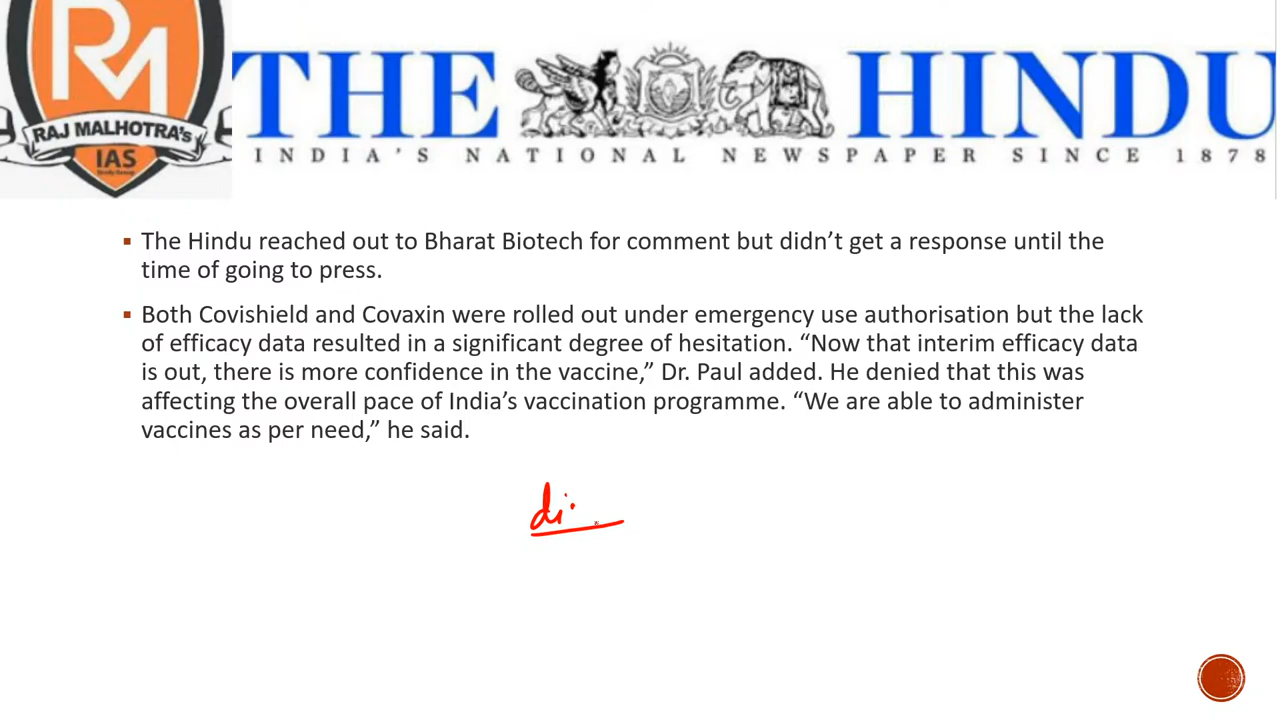 RM
RAJ MALHOTRA's
IAS
Study Group
THE HINDU
INDIA'S NATIONAL NEWSPAPER SINCE 1878
▪ The Hindu reached out to Bharat Biotech for comment but didn’t get a response until the
time of going to press.
▪ Both Covishield and Covaxin were rolled out under emergency use authorisation but the lack
of efficacy data resulted in a significant degree of hesitation. “Now that interim efficacy data
is out, there is more confidence in the vaccine,” Dr. Paul added. He denied that this was
affecting the overall pace of India’s vaccination programme. “We are able to administer
vaccines as per need,” he said.
di